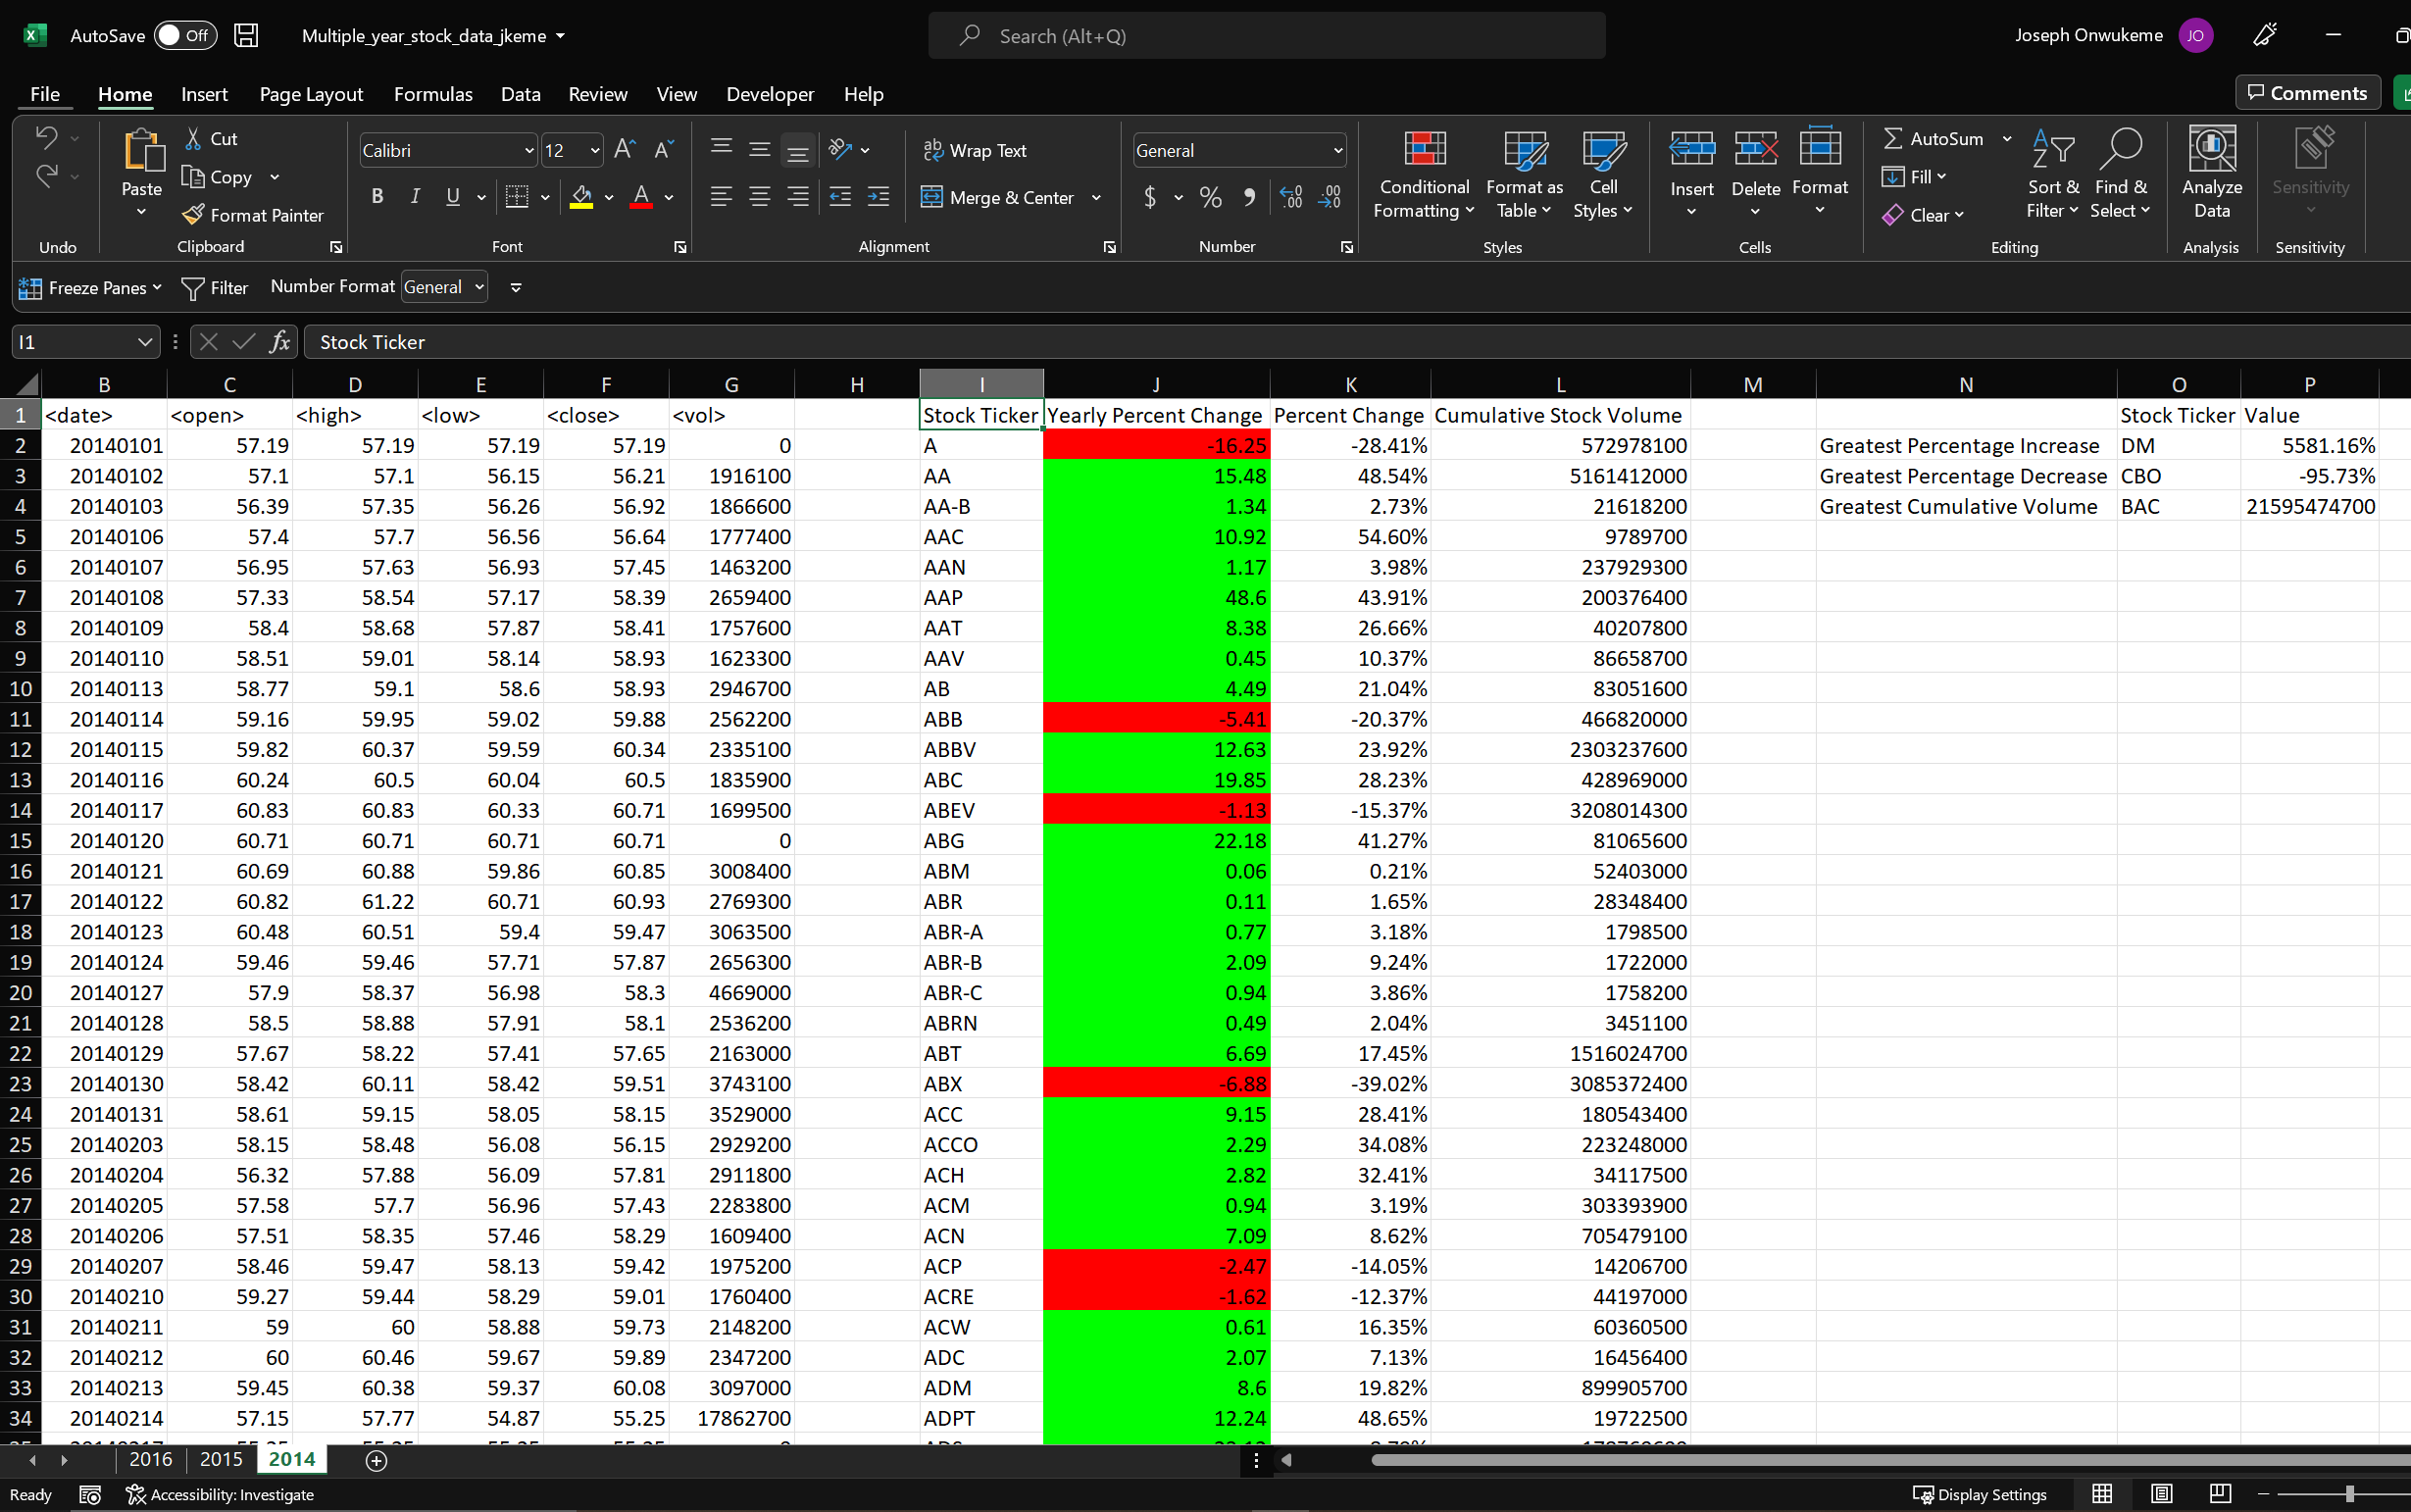 AutoSave Off Multiple_year_stock_data_jkeme Search (Alt+Q) Joseph Onwukeme JO
File Home Insert Page Layout Formulas Data Review View Developer Help Comments
Undo
Paste Cut Copy Format Painter Clipboard
Calibri 12 B I U A Font
Wrap Text Merge & Center Alignment
General $ % Number
Conditional Formatting Format as Table Cell Styles Styles
Insert Delete Format Cells
AutoSum Fill Clear Sort & Filter Find & Select Editing
Analyze Data Analysis
Sensitivity Sensitivity
Freeze Panes Filter Number Format General
I1 fx Stock Ticker
B C D E F G H I J K L M N O P
1 <date> <open> <high> <low> <close> <vol> Stock Ticker Yearly Percent Change Percent Change Cumulative Stock Volume Stock Ticker Value
2 20140101 57.19 57.19 57.19 57.19 0 A -16.25 -28.41% 572978100 Greatest Percentage Increase DM 5581.16%
3 20140102 57.1 57.1 56.15 56.21 1916100 AA 15.48 48.54% 5161412000 Greatest Percentage Decrease CBO -95.73%
4 20140103 56.39 57.35 56.26 56.92 1866600 AA-B 1.34 2.73% 21618200 Greatest Cumulative Volume BAC 21595474700
5 20140106 57.4 57.7 56.56 56.64 1777400 AAC 10.92 54.60% 9789700
6 20140107 56.95 57.63 56.93 57.45 1463200 AAN 1.17 3.98% 237929300
7 20140108 57.33 58.54 57.17 58.39 2659400 AAP 48.6 43.91% 200376400
8 20140109 58.4 58.68 57.87 58.41 1757600 AAT 8.38 26.66% 40207800
9 20140110 58.51 59.01 58.14 58.93 1623300 AAV 0.45 10.37% 86658700
10 20140113 58.77 59.1 58.6 58.93 2946700 AB 4.49 21.04% 83051600
11 20140114 59.16 59.95 59.02 59.88 2562200 ABB -5.41 -20.37% 466820000
12 20140115 59.82 60.37 59.59 60.34 2335100 ABBV 12.63 23.92% 2303237600
13 20140116 60.24 60.5 60.04 60.5 1835900 ABC 19.85 28.23% 428969000
14 20140117 60.83 60.83 60.33 60.71 1699500 ABEV -1.13 -15.37% 3208014300
15 20140120 60.71 60.71 60.71 60.71 0 ABG 22.18 41.27% 81065600
16 20140121 60.69 60.88 59.86 60.85 3008400 ABM 0.06 0.21% 52403000
17 20140122 60.82 61.22 60.71 60.93 2769300 ABR 0.11 1.65% 28348400
18 20140123 60.48 60.51 59.4 59.47 3063500 ABR-A 0.77 3.18% 1798500
19 20140124 59.46 59.46 57.71 57.87 2656300 ABR-B 2.09 9.24% 1722000
20 20140127 57.9 58.37 56.98 58.3 4669000 ABR-C 0.94 3.86% 1758200
21 20140128 58.5 58.88 57.91 58.1 2536200 ABRN 0.49 2.04% 3451100
22 20140129 57.67 58.22 57.41 57.65 2163000 ABT 6.69 17.45% 1516024700
23 20140130 58.42 60.11 58.42 59.51 3743100 ABX -6.88 -39.02% 3085372400
24 20140131 58.61 59.15 58.05 58.15 3529000 ACC 9.15 28.41% 180543400
25 20140203 58.15 58.48 56.08 56.15 2929200 ACCO 2.29 34.08% 223248000
26 20140204 56.32 57.88 56.09 57.81 2911800 ACH 2.82 32.41% 34117500
27 20140205 57.58 57.7 56.96 57.43 2283800 ACM 0.94 3.19% 303393900
28 20140206 57.51 58.35 57.46 58.29 1609400 ACN 7.09 8.62% 705479100
29 20140207 58.46 59.47 58.13 59.42 1975200 ACP -2.47 -14.05% 14206700
30 20140210 59.27 59.44 58.29 59.01 1760400 ACRE -1.62 -12.37% 44197000
31 20140211 59 60 58.88 59.73 2148200 ACW 0.61 16.35% 60360500
32 20140212 60 60.46 59.67 59.89 2347200 ADC 2.07 7.13% 16456400
33 20140213 59.45 60.38 59.37 60.08 3097000 ADM 8.6 19.82% 899905700
34 20140214 57.15 57.77 54.87 55.25 17862700 ADPT 12.24 48.65% 19722500
2016 2015 2014
Ready Accessibility: Investigate Display Settings